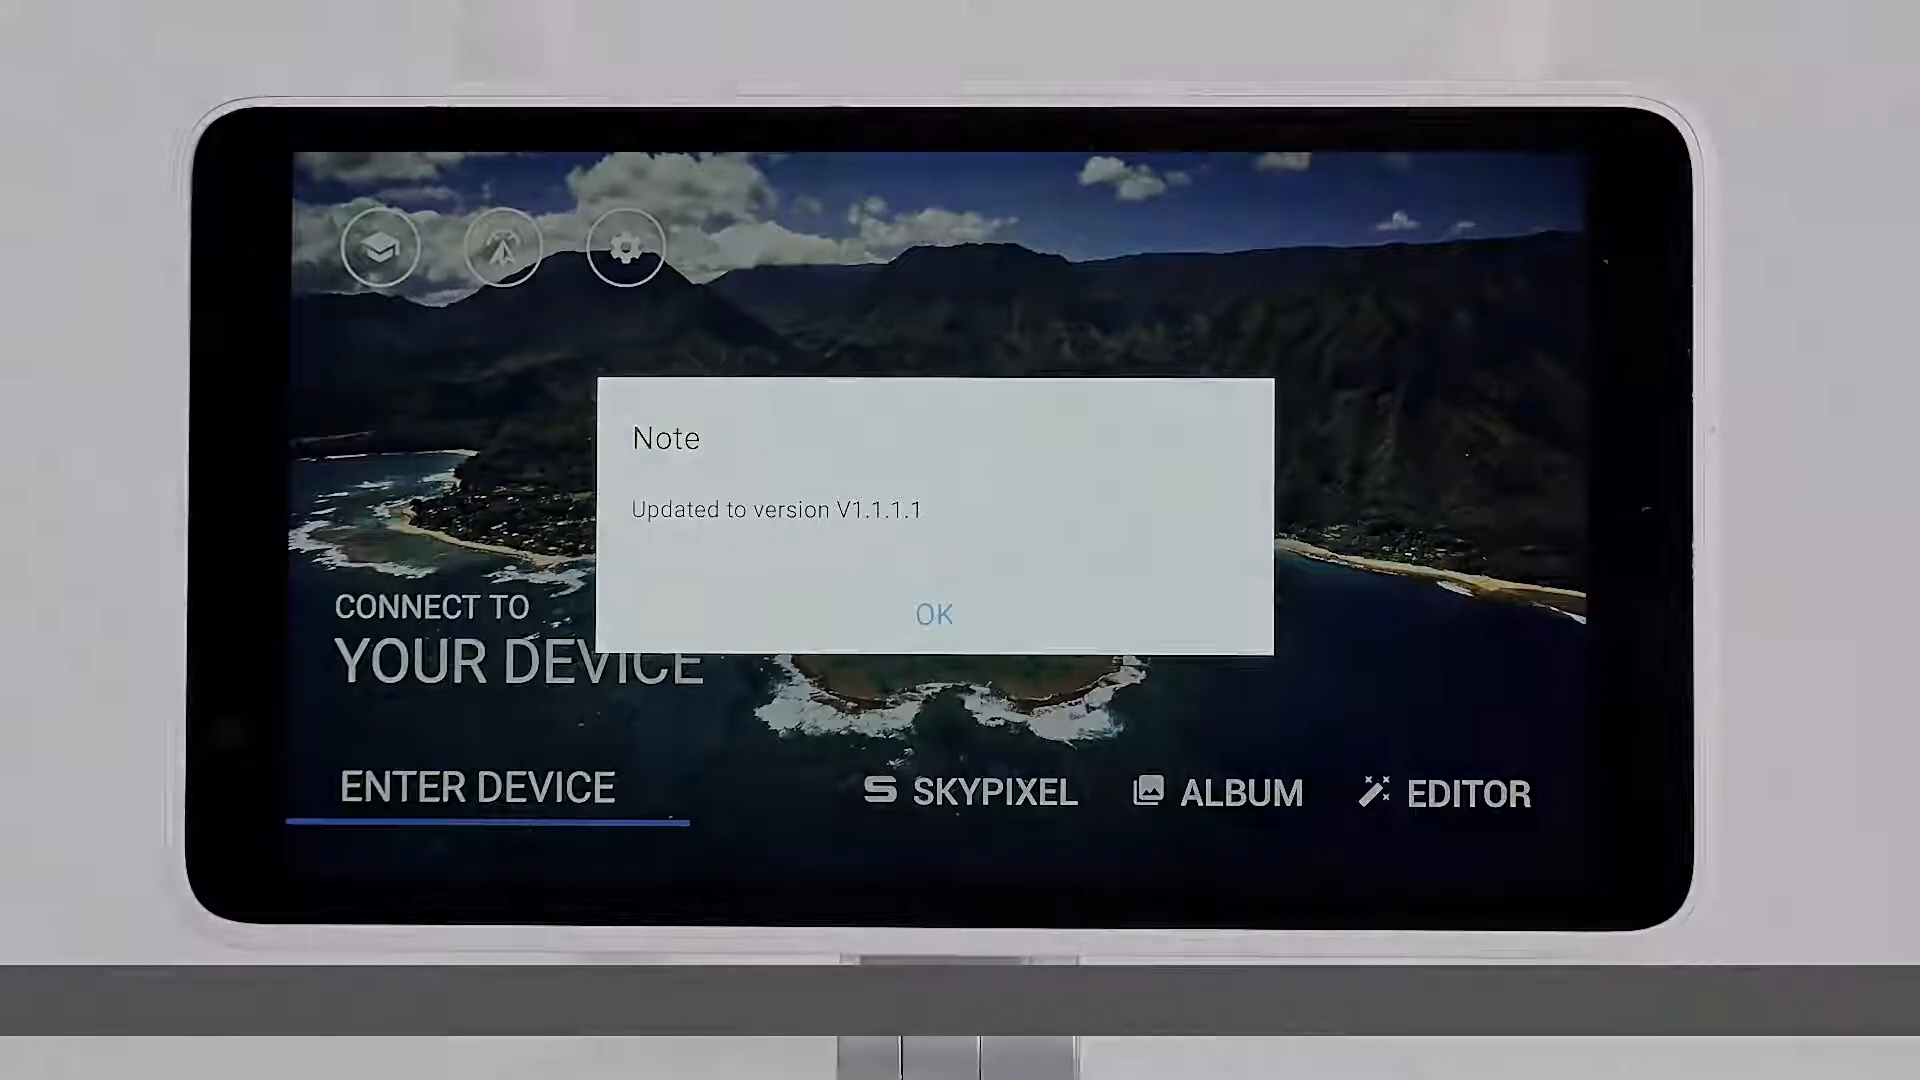 Note
Updated to version V1.1.1.1
OK
CONNECT TO
YOUR DEVICE
ENTER DEVICE
SKYPIXEL
ALBUM
EDITOR